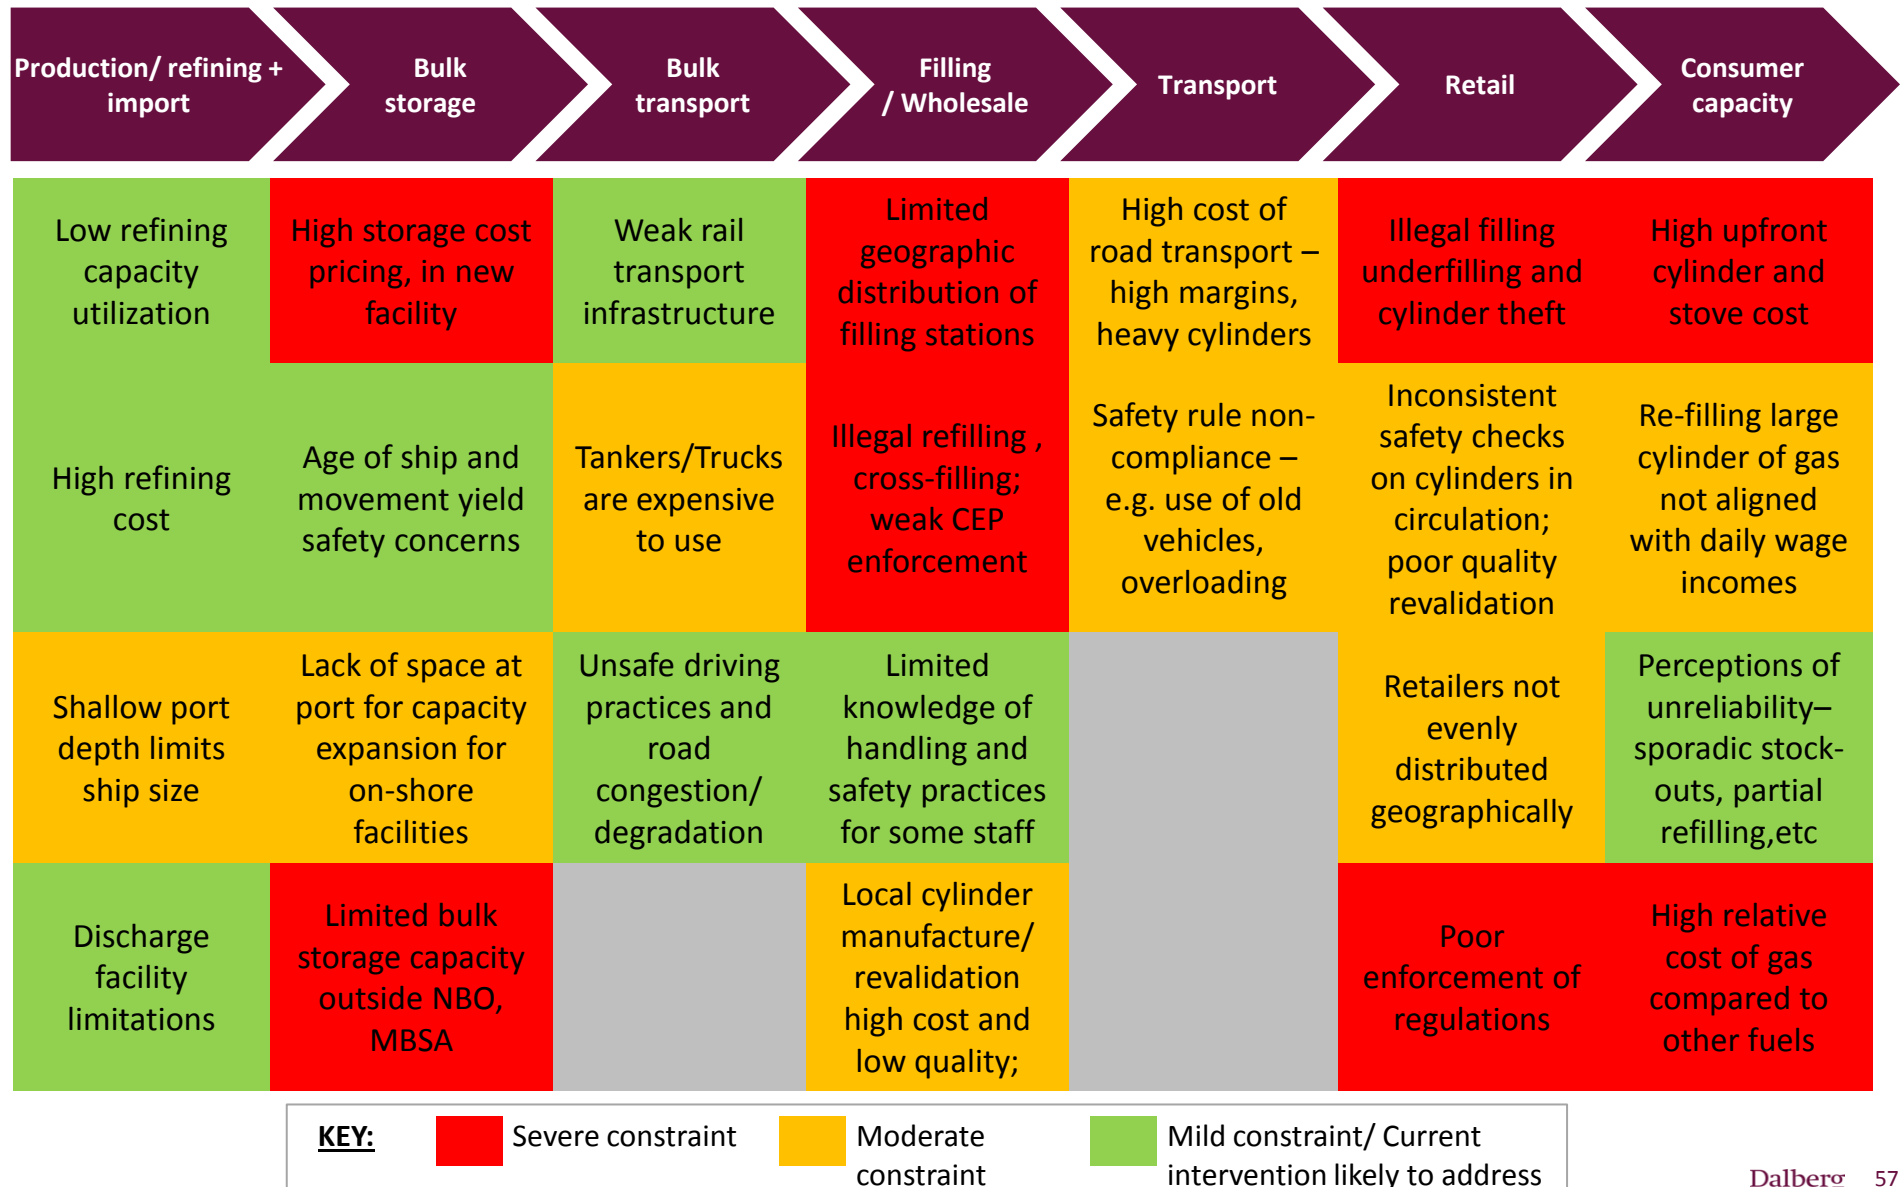 Production/ refining +
import
Bulk
storage
Bulk
transport
Filling
/ Wholesale
Transport
Retail
Consumer
capacity
Low refining
capacity
utilization
High storage cost
pricing, in new
facility
Weak rail
transport
infrastructure
Limited
geographic
distribution of
filling stations
High cost of
road transport –
high margins,
heavy cylinders
Illegal filling
underfilling and
cylinder theft
High upfront
cylinder and
stove cost
High refining
cost
Age of ship and
movement yield
safety concerns
Tankers/Trucks
are expensive
to use
Illegal refilling ,
cross-filling;
weak CEP
enforcement
Safety rule non-
compliance –
e.g. use of old
vehicles,
overloading
Inconsistent
safety checks
on cylinders in
circulation;
poor quality
revalidation
Re-filling large
cylinder of gas
not aligned
with daily wage
incomes
Shallow port
depth limits
ship size
Lack of space at
port for capacity
expansion for
on-shore
facilities
Unsafe driving
practices and
road
congestion/
degradation
Limited
knowledge of
handling and
safety practices
for some staff
Retailers not
evenly
distributed
geographically
Perceptions of
unreliability–
sporadic stock-
outs, partial
refilling,etc
Discharge
facility
limitations
Limited bulk
storage capacity
outside NBO,
MBSA
Local cylinder
manufacture/
revalidation
high cost and
low quality;
Poor
enforcement of
regulations
High relative
cost of gas
compared to
other fuels
KEY:
Severe constraint
Moderate
constraint
Mild constraint/ Current
intervention likely to address
Dalberg 57